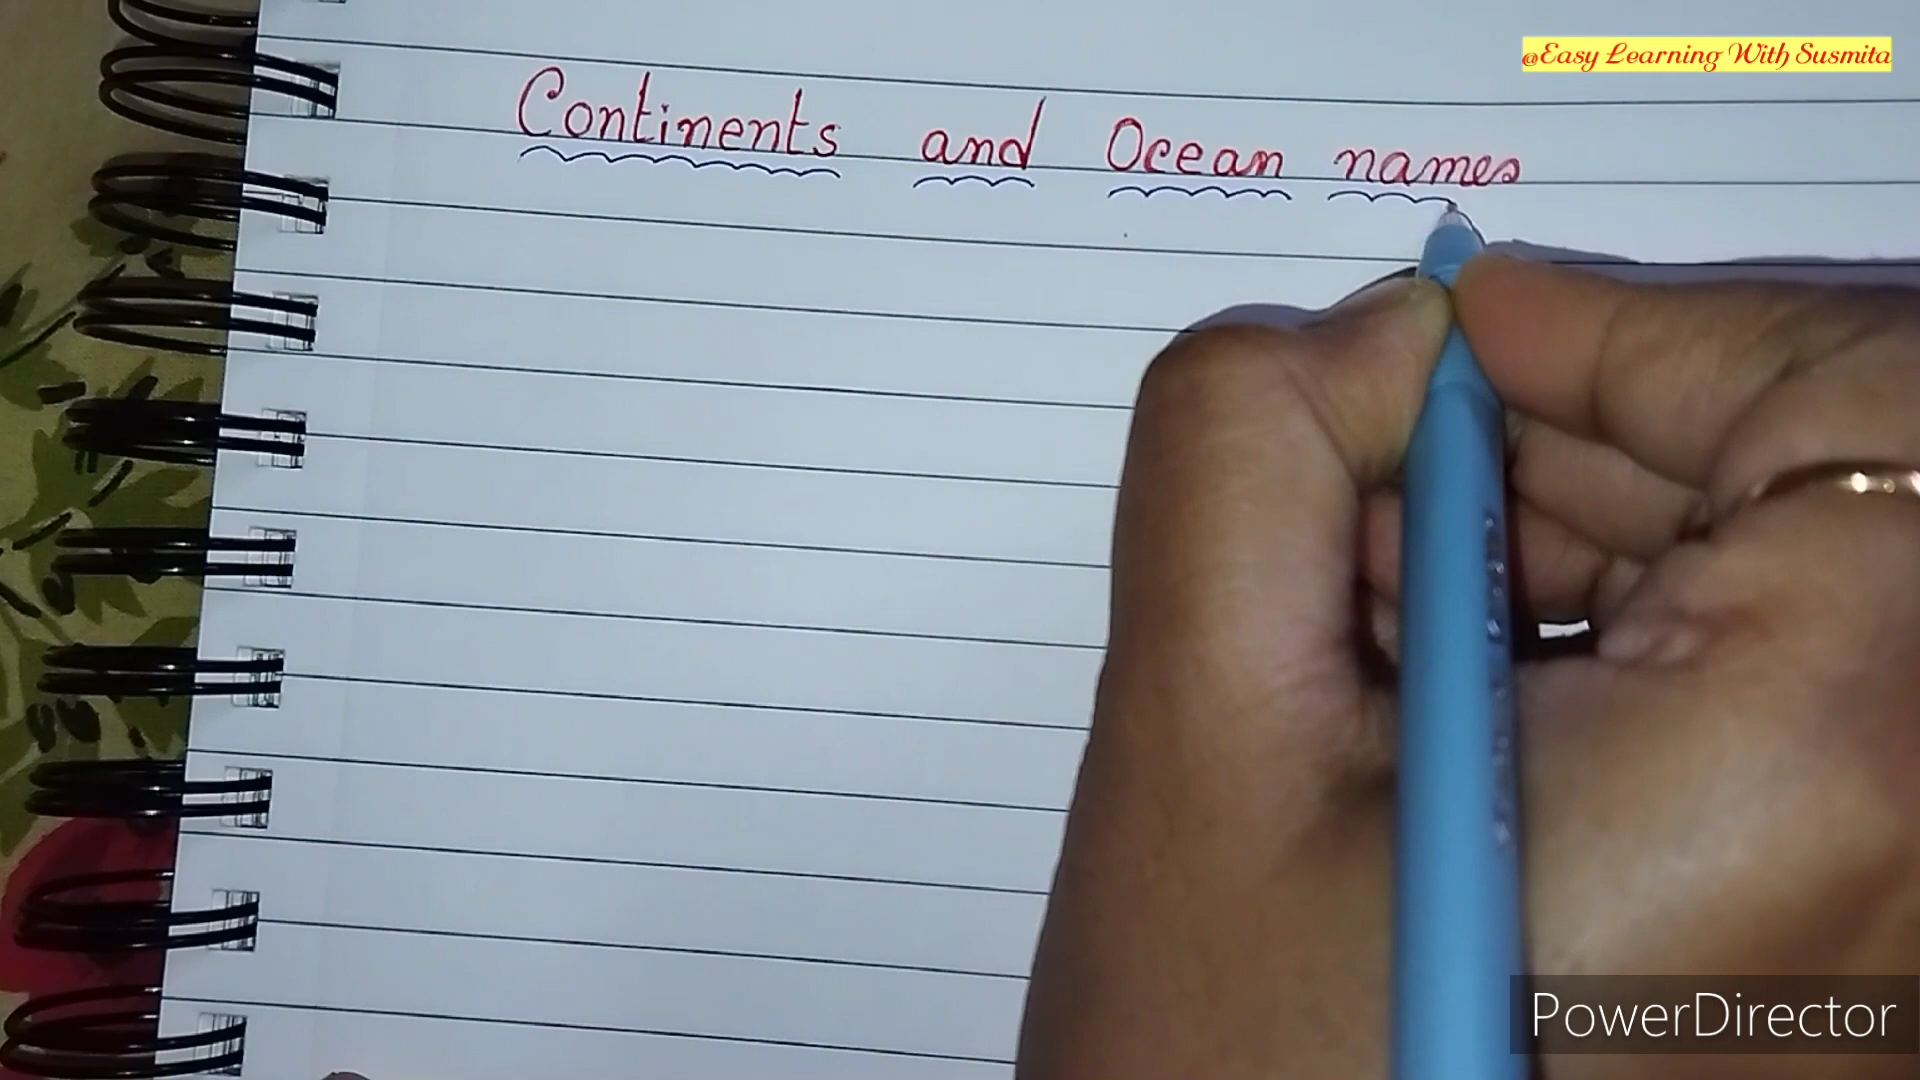 @Easy Learning With Susmita
Continents and Ocean names
PowerDirector